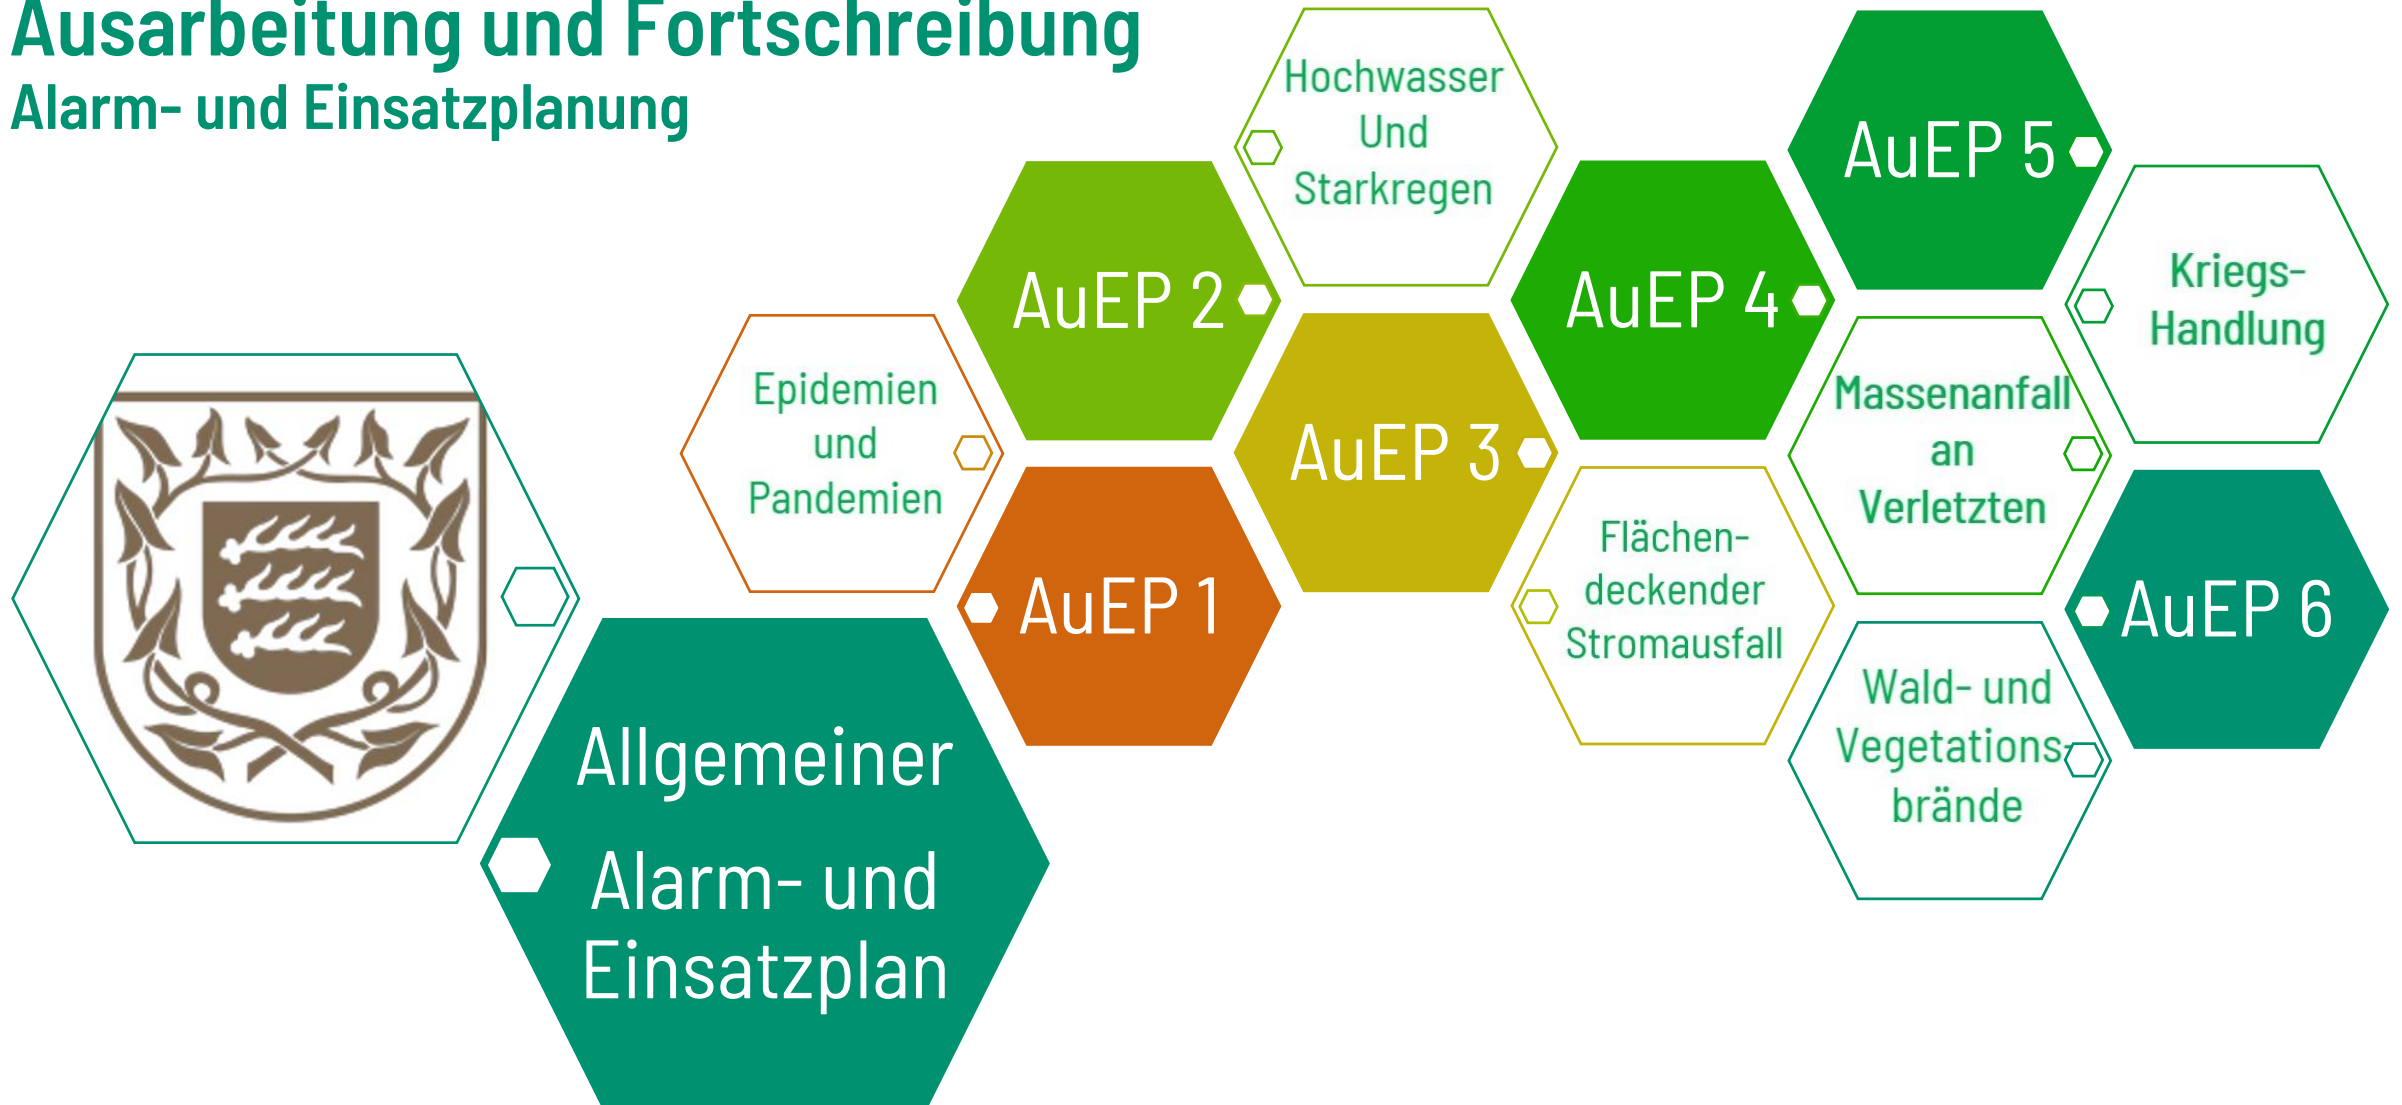 Ausarbeitung und Fortschreibung
Alarm- und Einsatzplanung
Allgemeiner
Alarm- und
Einsatzplan
AuEP 1
Epidemien
und
Pandemien
AuEP 2
Hochwasser
Und
Starkregen
AuEP 3
Flächen-
deckender
Stromausfall
AuEP 4
Massenanfall
an
Verletzten
AuEP 5
Kriegs-
Handlung
AuEP 6
Wald- und
Vegetations-
brände